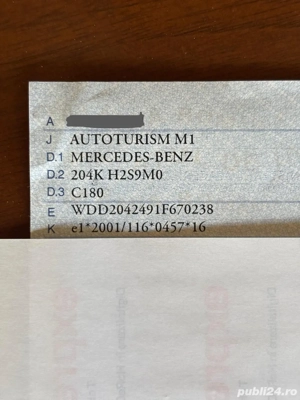 A
J AUTOTURISM M1
D.1 MERCEDES-BENZ
D.2 204K H2S9M0
D.3 C180
E WDD2042491F670238
K e1*2001/116*0457*16
publi24.ro